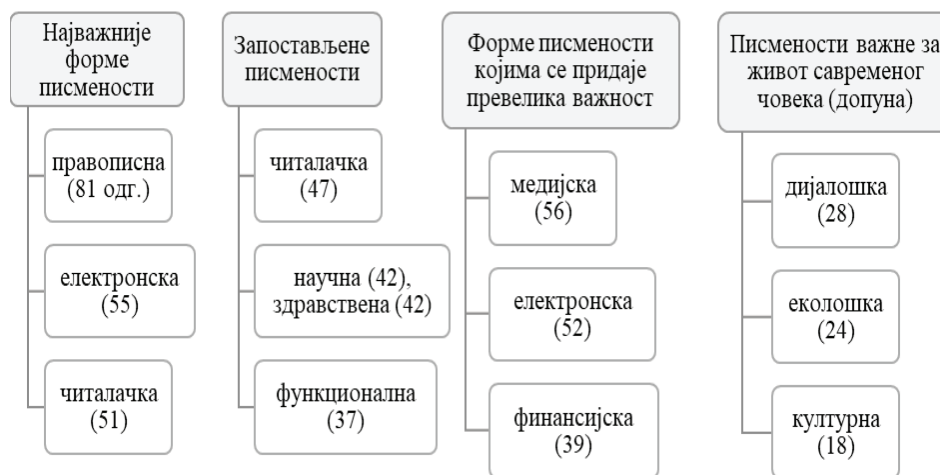 Најважније
форме
писмености
правописна
(81 одг.)
електронска
(55)
читалачка
(51)
Запостављене
писмености
читалачка
(47)
научна (42),
здравствена (42)
функционална
(37)
Форме писмености
којима се придаје
превелика важност
медијска
(56)
електронска
(52)
финансијска
(39)
Писмености важне за
живот савременог
човека (допуна)
дијалошка
(28)
еколошка
(24)
културна
(18)